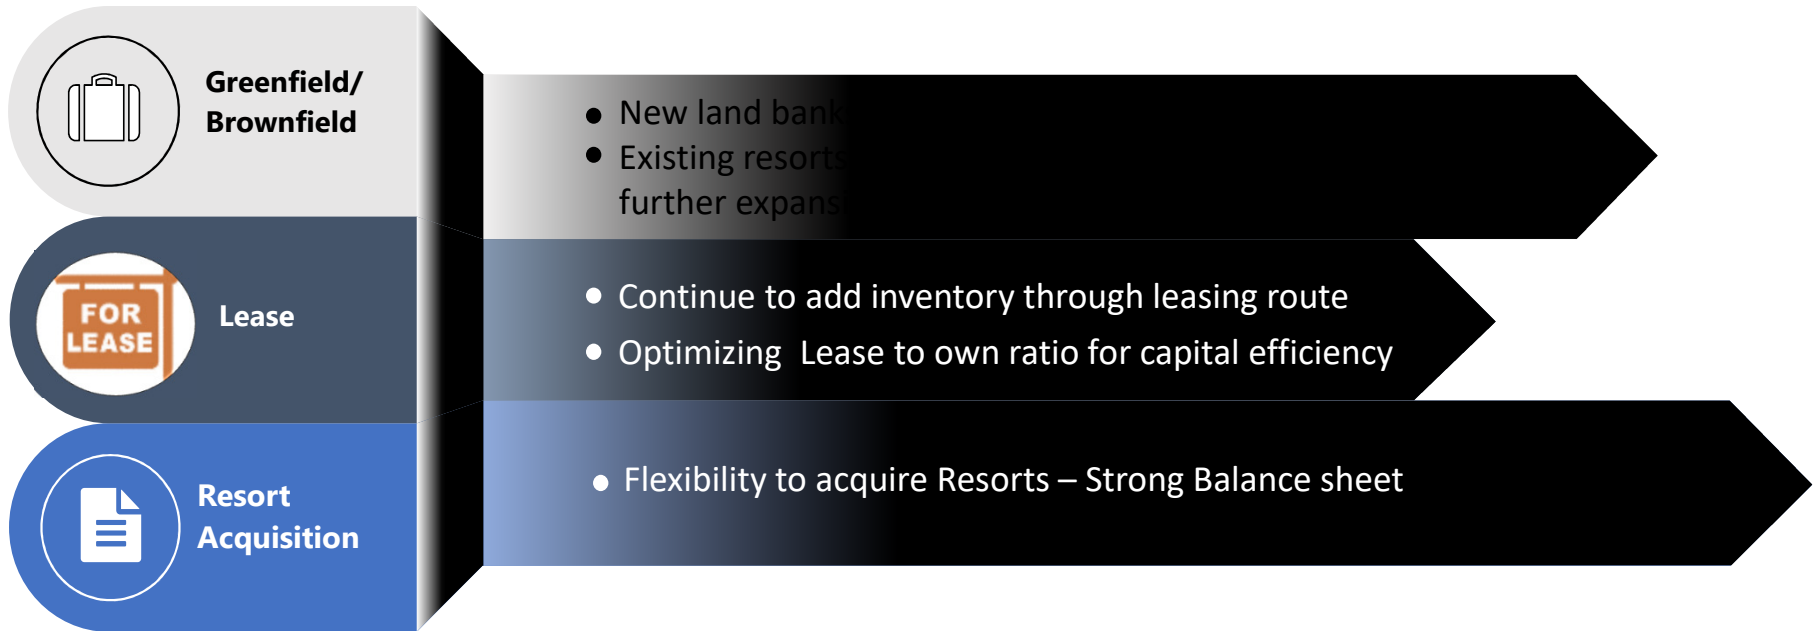 Greenfield/
Brownfield
• New land bank
• Existing resorts
further
FOR
LEASE
Lease
• Continue to add inventory through leasing route
• Optimizing Lease to own ratio for capital efficiency
Resort
Acquisition
• Flexibility to acquire Resorts – Strong Balance sheet